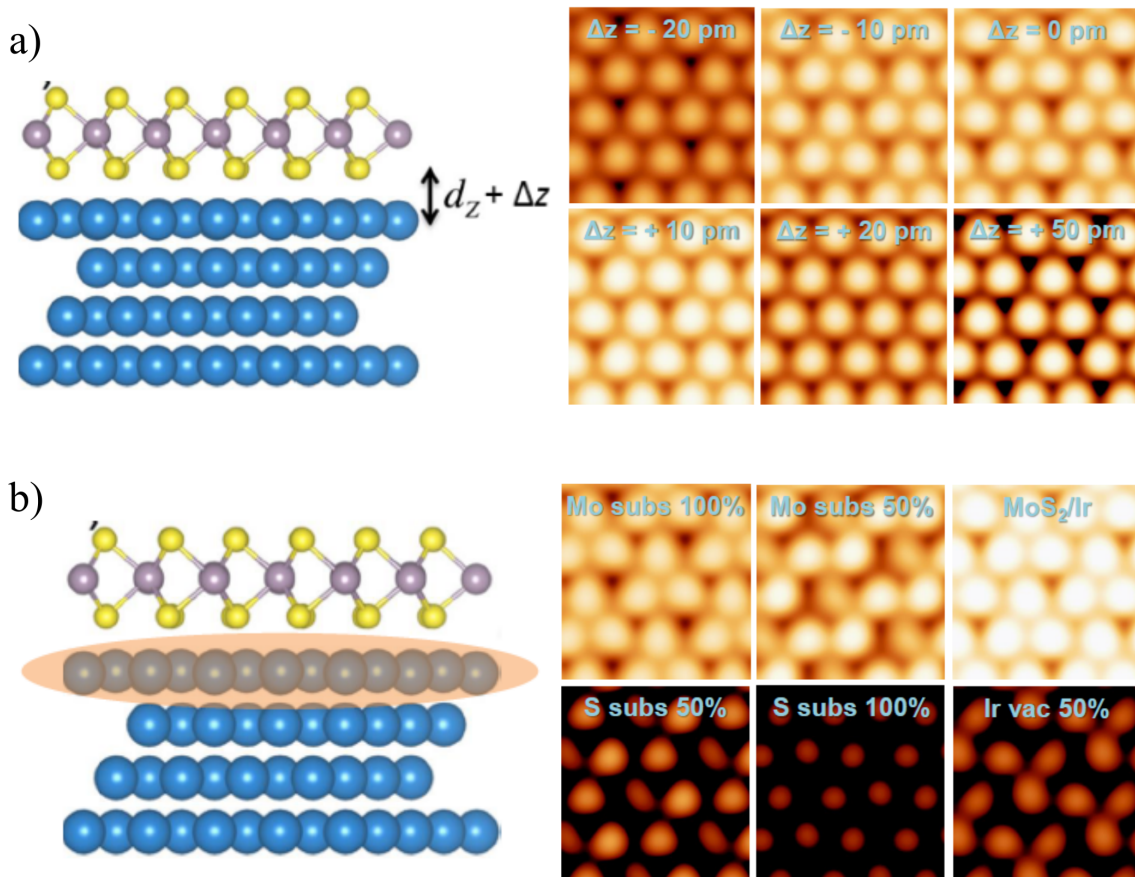 a)
Δz = - 20 pm
Δz = - 10 pm
Δz = 0 pm
d_z + Δz
Δz = + 10 pm
Δz = + 20 pm
Δz = + 50 pm
b)
Mo subs 100%
Mo subs 50%
MoS₂/Ir
S subs 50%
S subs 100%
Ir vac 50%